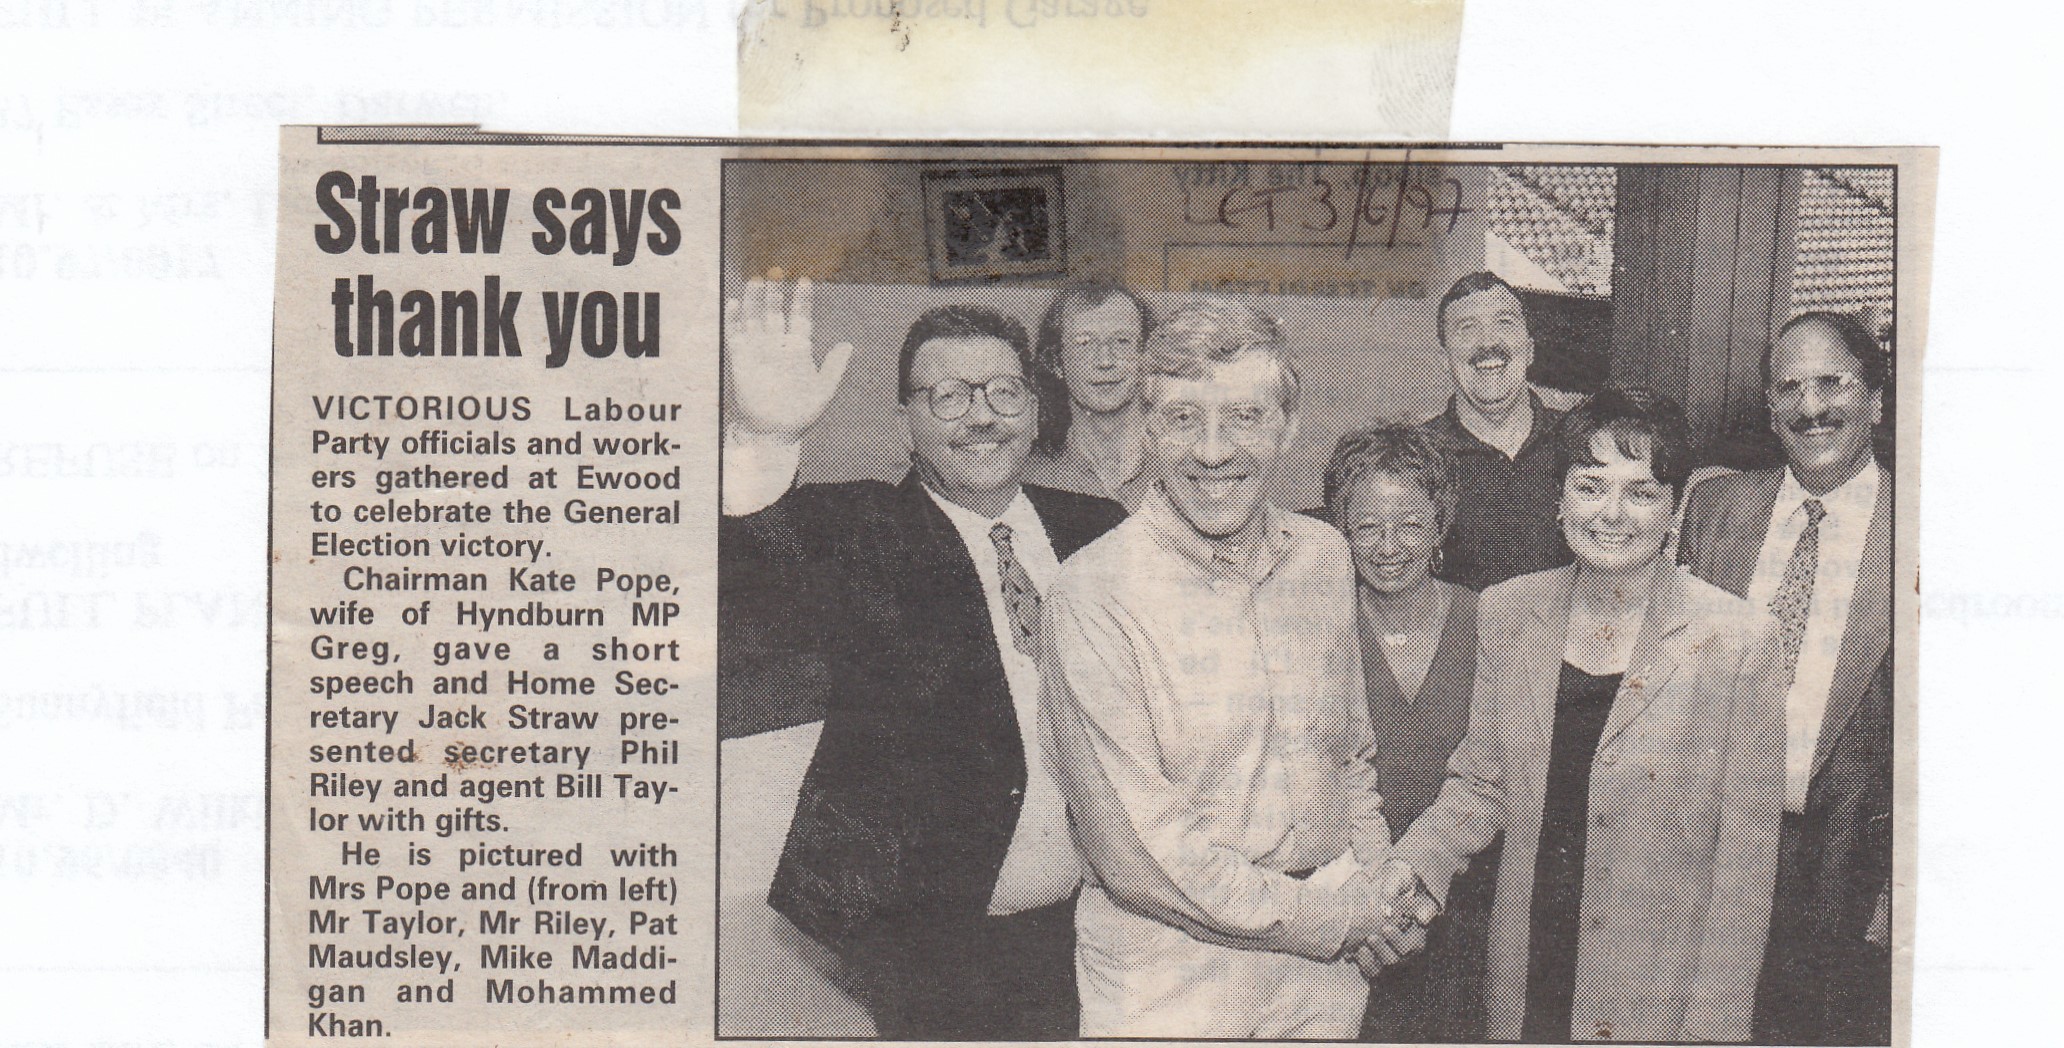 Straw says
thank you
VICTORIOUS Labour
Party officials and work-
ers gathered at Ewood
to celebrate the General
Election victory.
Chairman Kate Pope,
wife of Hyndburn MP
Greg, gave a short
speech and Home Sec-
retary Jack Straw pre-
sented secretary Phil
Riley and agent Bill Tay-
lor with gifts.
He is pictured with
Mrs Pope and (from left)
Mr Taylor, Mr Riley, Pat
Maudsley, Mike Maddi-
gan and Mohammed
Khan.
LET 3/6/97